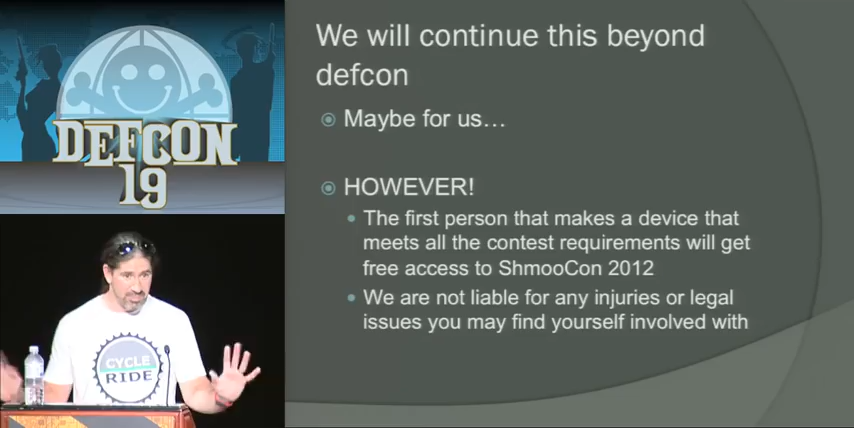 DEFCON
19
We will continue this beyond
defcon
Maybe for us…
HOWEVER!
The first person that makes a device that
meets all the contest requirements will get
free access to ShmooCon 2012
We are not liable for any injuries or legal
issues you may find yourself involved with
CYCLE
RIDE